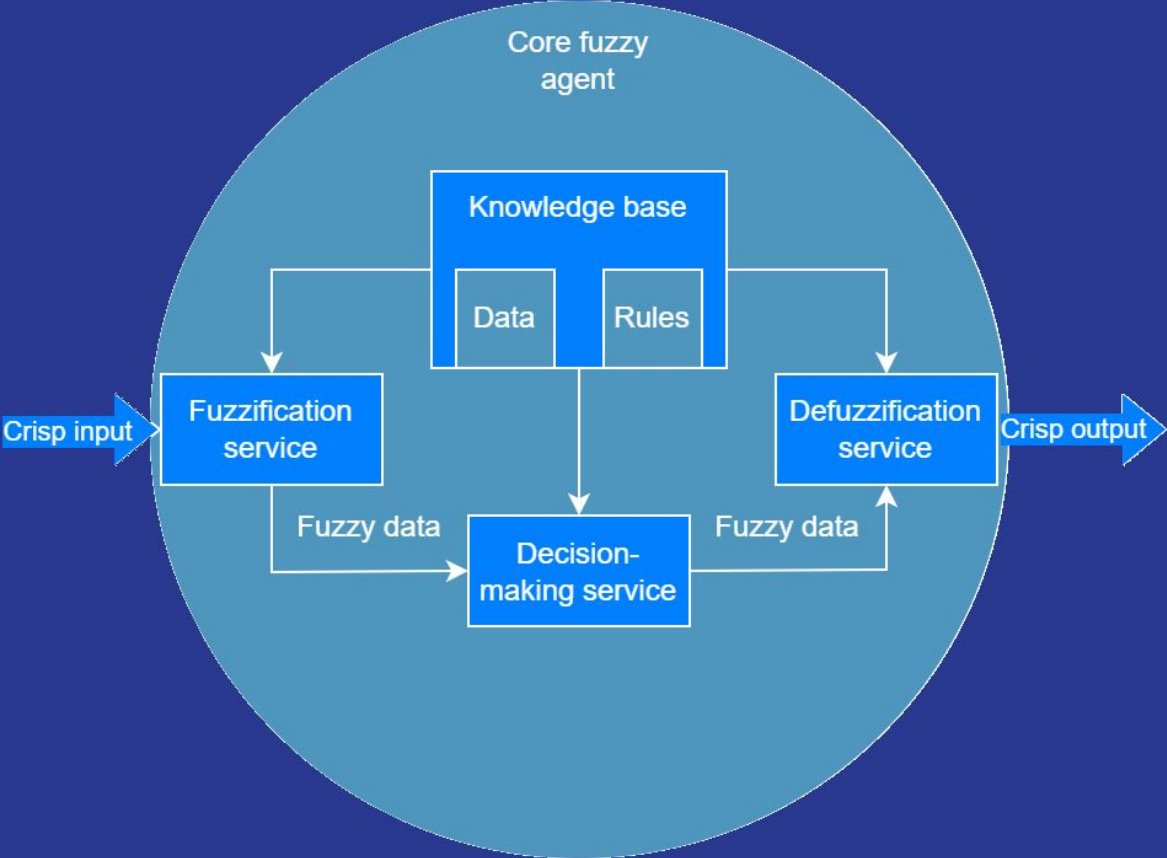 Core fuzzy
agent
Knowledge base
Data
Rules
Fuzzification
service
Defuzzification
service
Crisp input
Crisp output
Fuzzy data
Fuzzy data
Decision-
making service